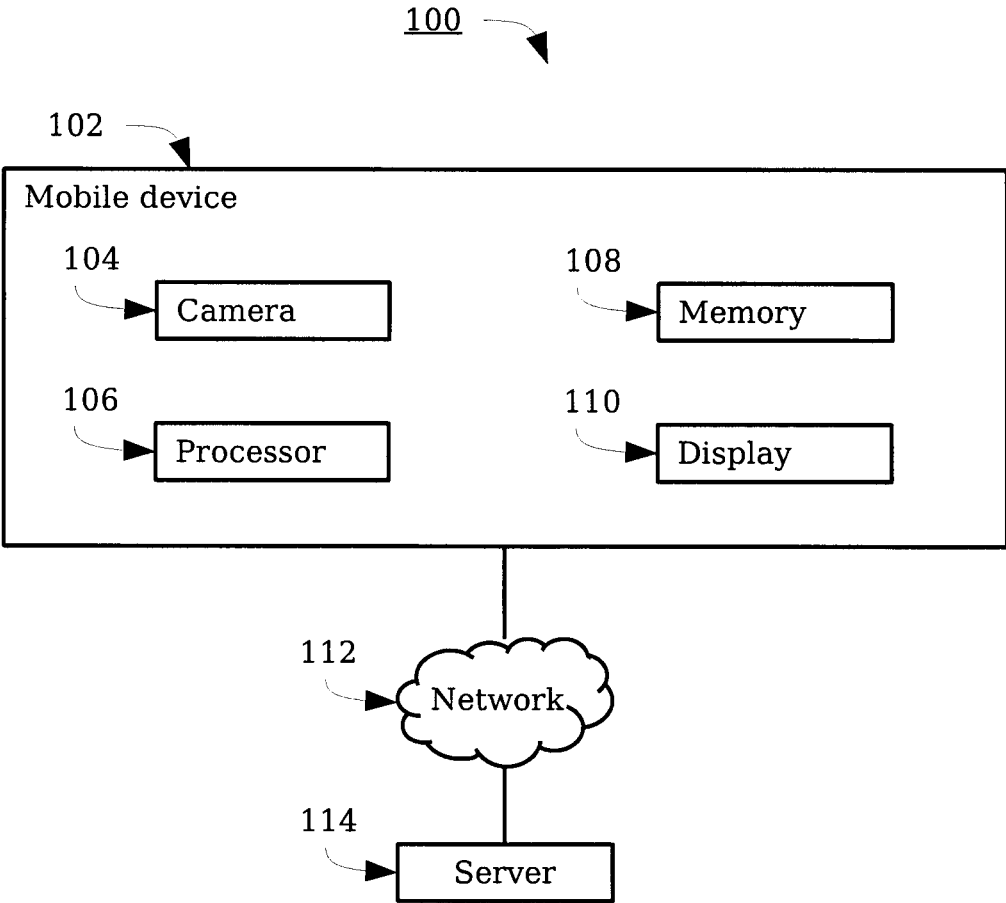 100
102
Mobile device
104
Camera
108
Memory
106
Processor
110
Display
112
Network
114
Server